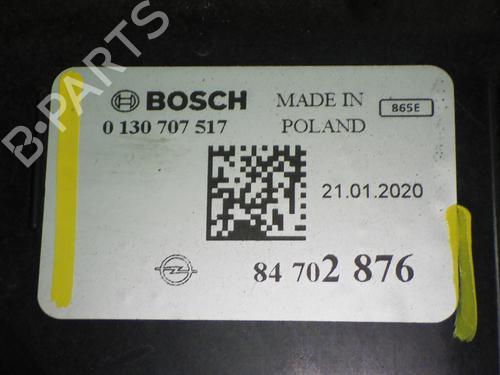 B-PARTS
BOSCH MADE IN 865E
0 130 707 517 POLAND
21.01.2020
84 702 876